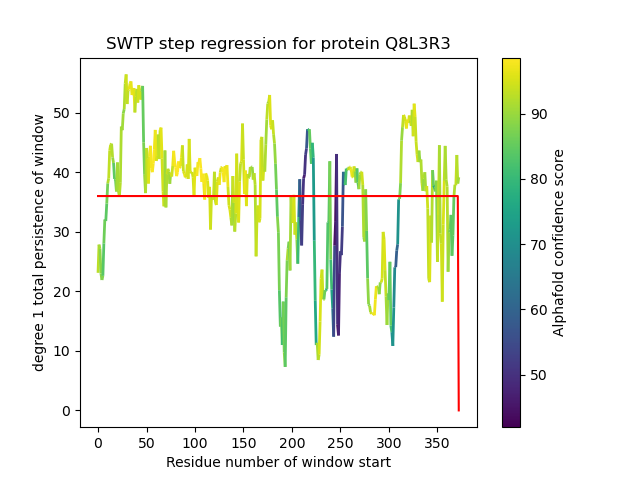 SWTP step regression for protein Q8L3R3
degree 1 total persistence of window
50
40
30
20
10
0
0 50 100 150 200 250 300 350
Residue number of window start
90
80
70
60
50
Alphafold confidence score